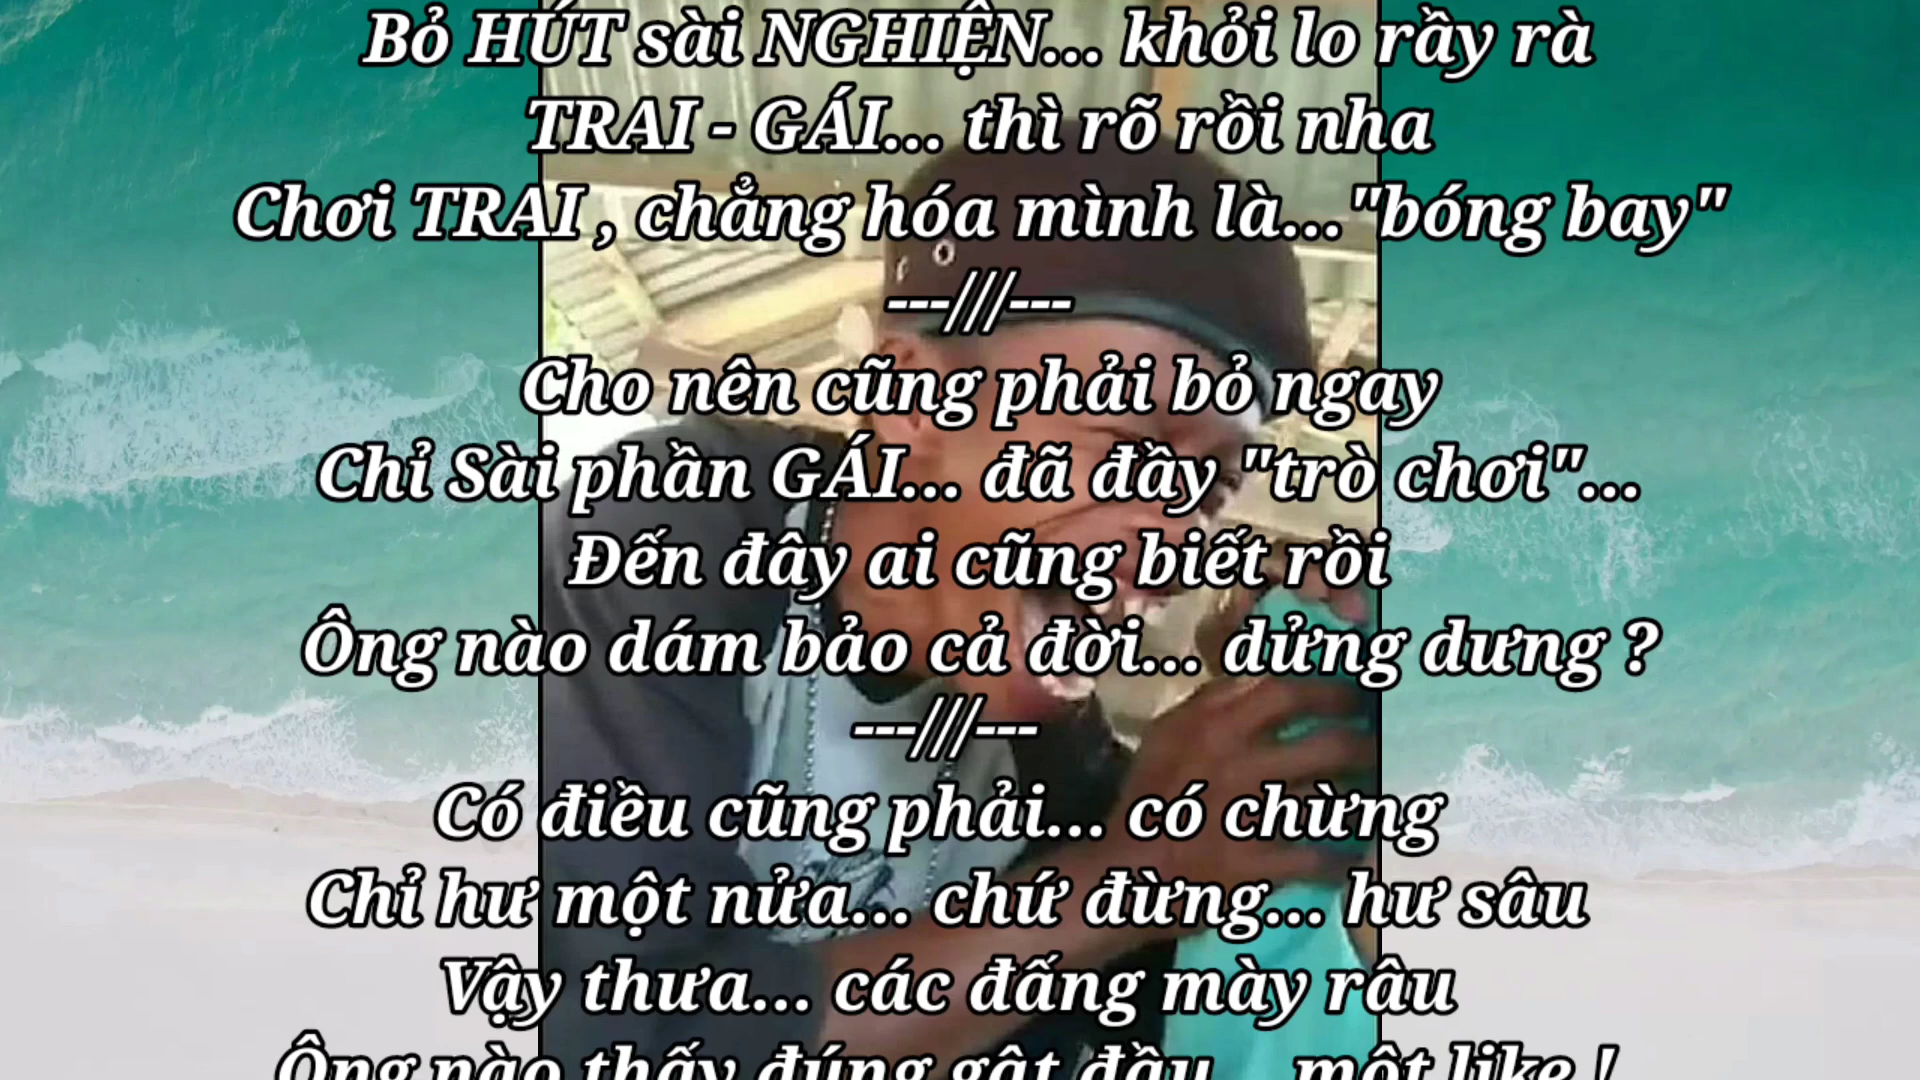 Bỏ HÚT sài NGHIỆN... khỏi lo rầy rà
TRAI - GÁI... thì rõ rồi nha
Chơi TRAI , chẳng hóa mình là..."bóng bay"
---///---
Cho nên cũng phải bỏ ngay
Chỉ Sài phần GÁI... đã đầy "trò chơi"...
Đến đây ai cũng biết rồi
Ông nào dám bảo cả đời... dửng dưng ?
---///---
Có điều cũng phải... có chừng
Chỉ hư một nửa... chứ đừng... hư sâu
Vậy thưa... các đấng mày râu
Ông nào thấy đúng gật đầu... một like !